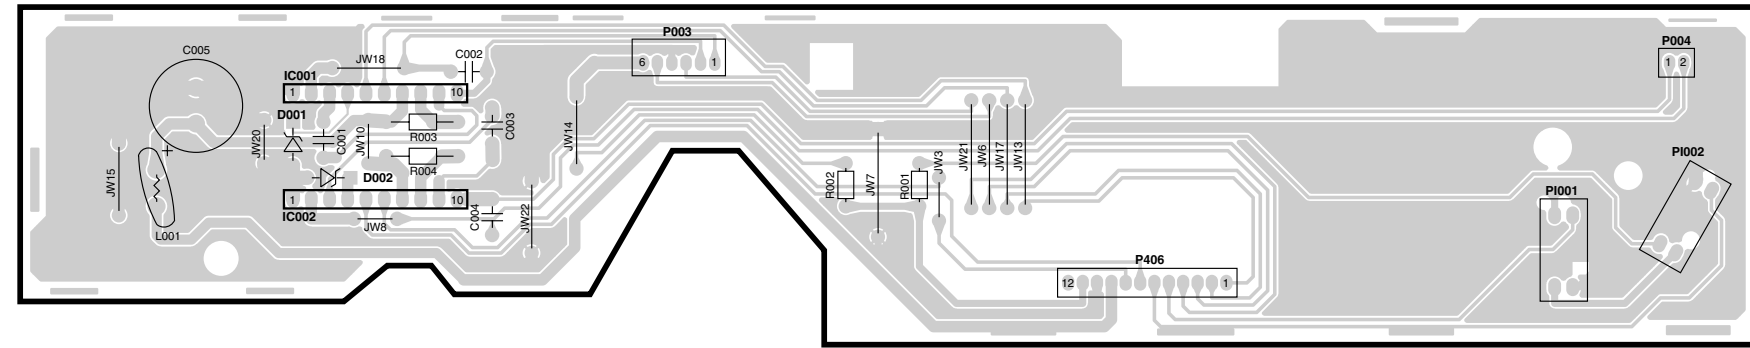 P003
P004
C005
C002
JW18
6
1
1 2
IC001
1
10
D001
R003
C003
C001
JW10
JW20
JW14
R004
D002
JW15
JW21
JW6
JW17
JW13
JW3
R002
JW7
R001
PI002
PI001
1
10
IC002
JW8
C004
JW22
L001
P406
12
1